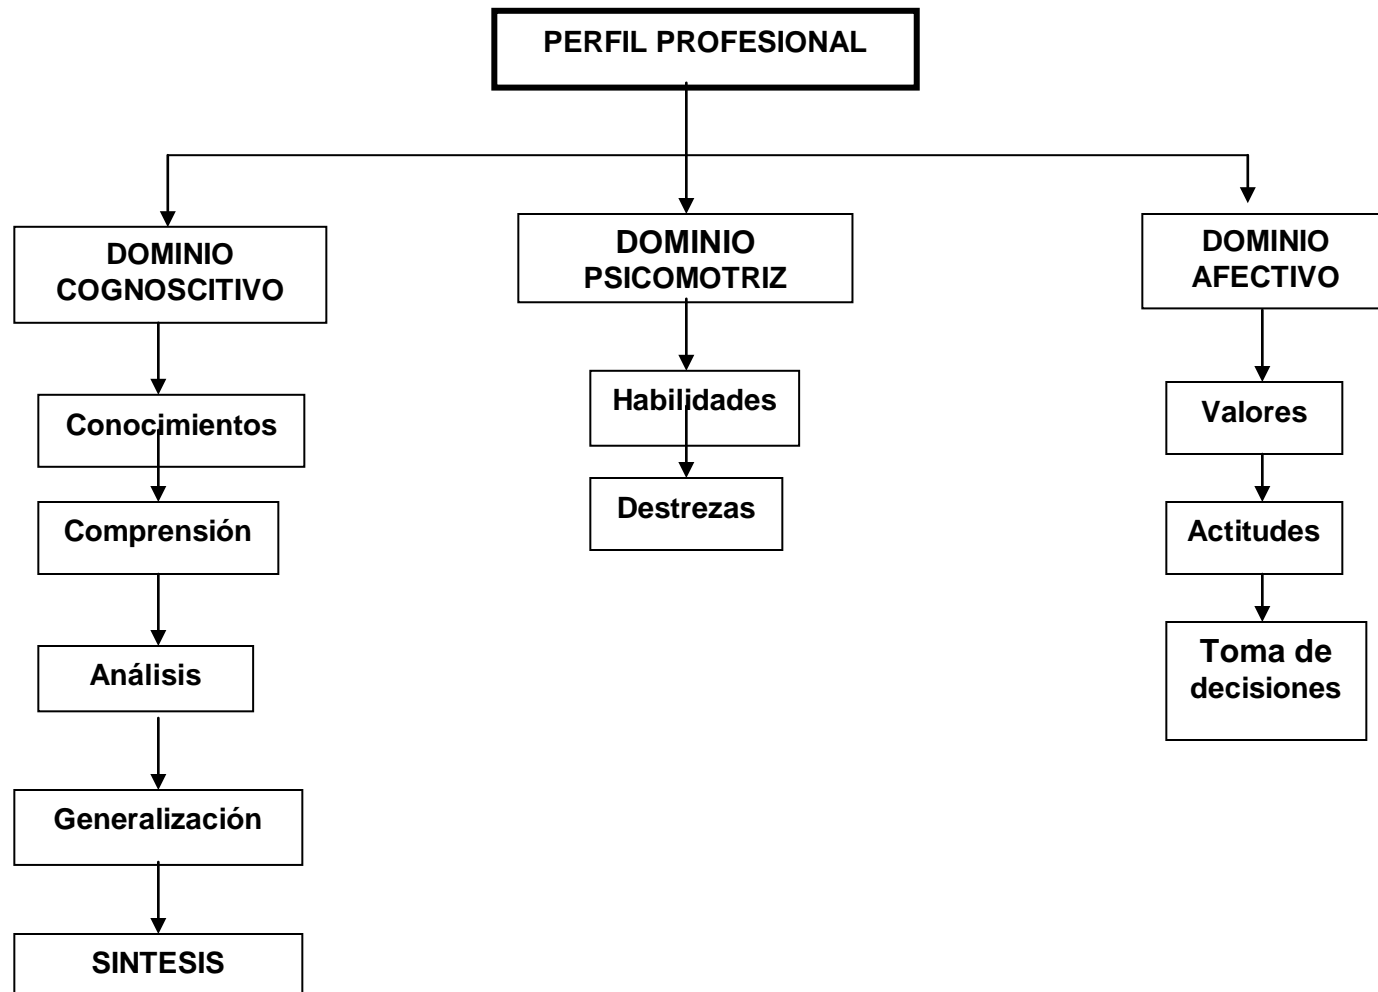 PERFIL PROFESIONAL
DOMINIO
COGNOSCITIVO
DOMINIO
PSICOMOTRIZ
DOMINIO
AFECTIVO
Conocimientos
Comprensión
Análisis
Generalización
SINTESIS
Habilidades
Destrezas
Valores
Actitudes
Toma de
decisiones